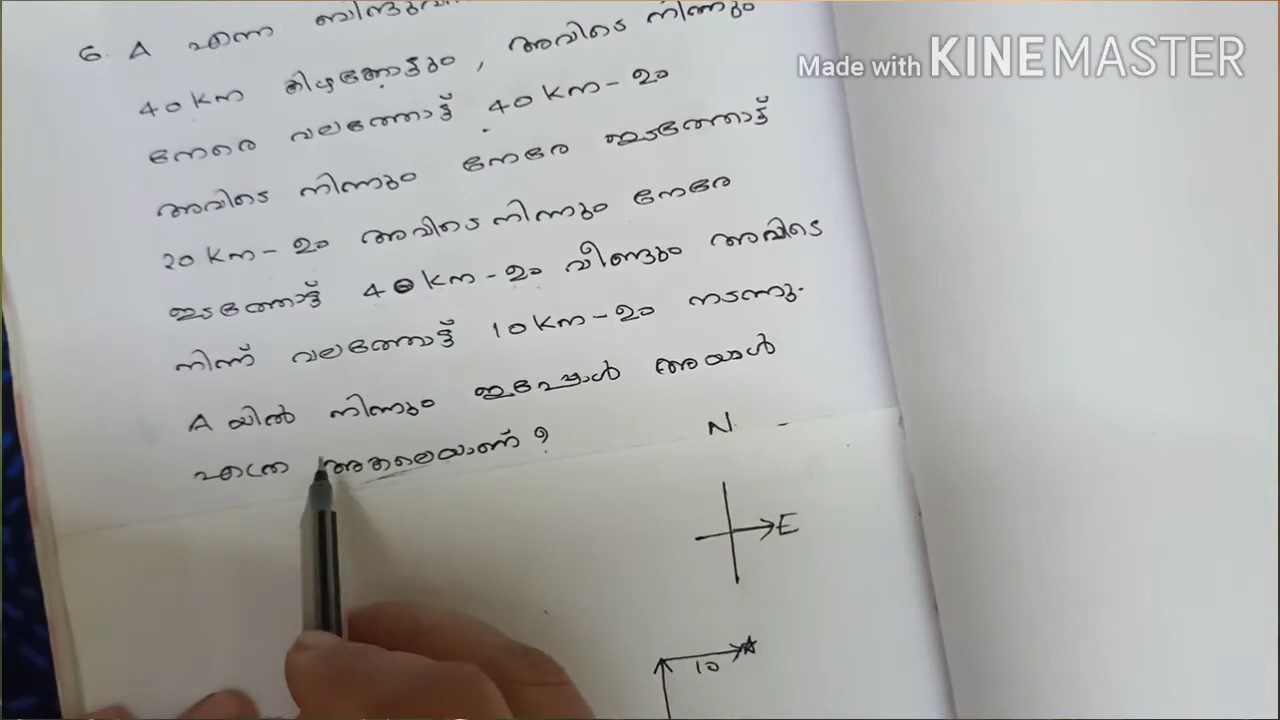 6. A എന്ന
40 km കിഴക്കോട്ടും , അവിടെ നിന്നും
നേരെ വലത്തോട്ട് 40 km - ഉം
അവിടെ നിന്നും നേരേ ഇടത്തോട്ട്
20 km - ഉം അവിടെ നിന്നും നേരേ
ഇടത്തോട്ട് 40 km - ഉം വീണ്ടും അവിടെ
നിന്ന് വലത്തോട്ട് 10 km - ഉം നടന്നു.
A യിൽ നിന്നും ഇപ്പോൾ അയാൾ
എത്ര അകലെയാണ് ?
N
E
10
Made with KINEMASTER